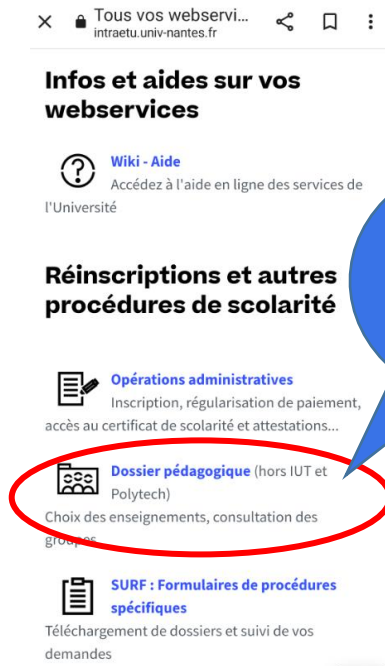 Tous vos webservi...
intraetu.univ-nantes.fr
Infos et aides sur vos
webservices
Wiki - Aide
Accédez à l'aide en ligne des services de
l'Université
Réinscriptions et autres
procédures de scolarité
Opérations administratives
Inscription, régularisation de paiement,
accès au certificat de scolarité et attestations...
Dossier pédagogique (hors IUT et
Polytech)
Choix des enseignements, consultation des
groupes
SURF : Formulaires de procédures
spécifiques
Téléchargement de dossiers et suivi de vos
demandes